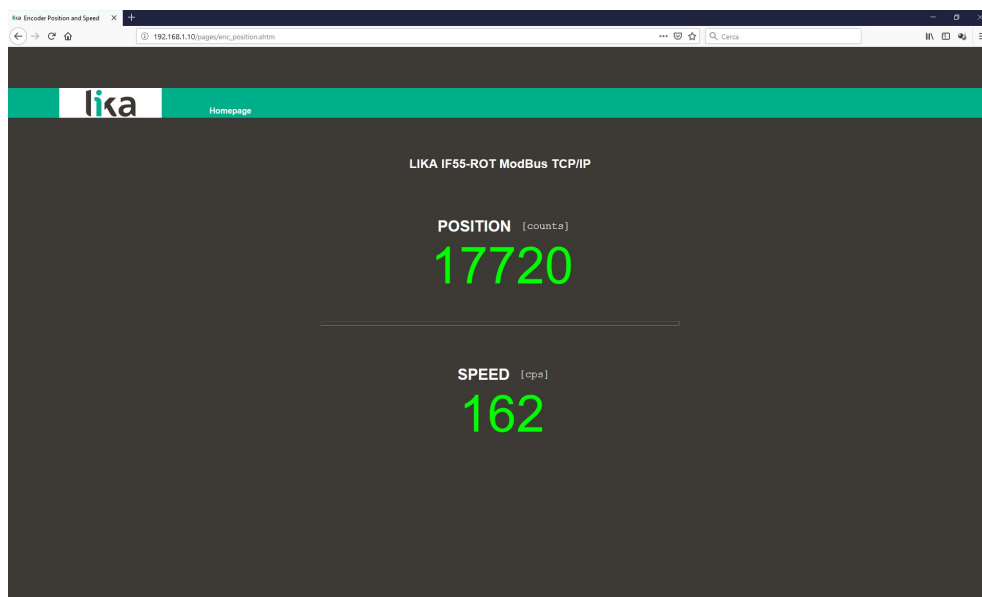 lika Encoder Position and Speed
192.168.1.10/pages/enc_position.shtm
Cerca
lika
Homepage
LIKA IF55-ROT ModBus TCP/IP
POSITION [counts]
17720
SPEED [cps]
162